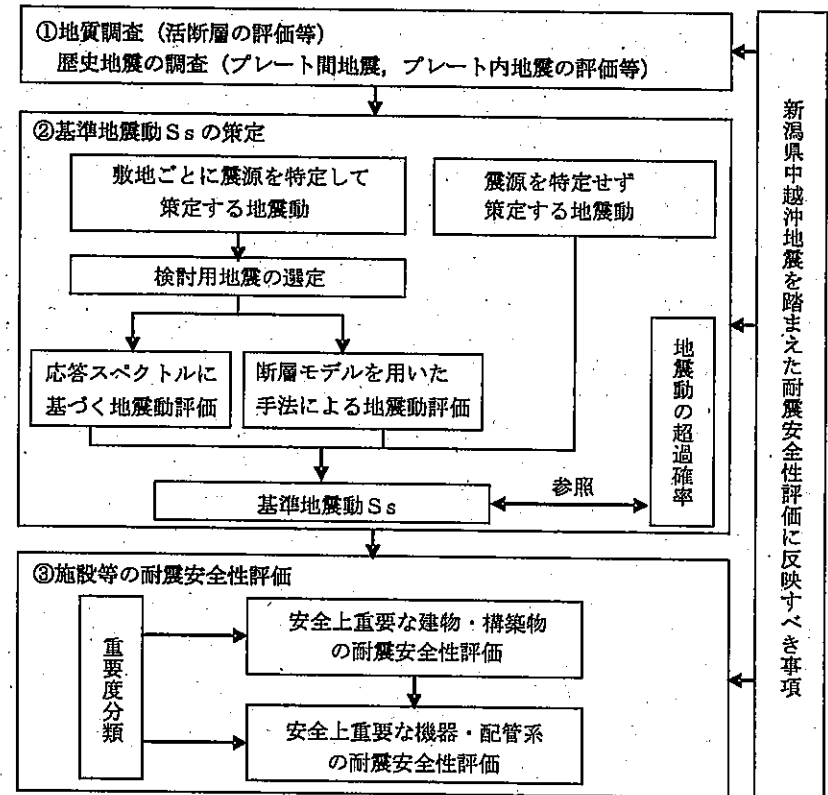 ①地質調査（活断層の評価等）
歴史地震の調査（プレート間地震，プレート内地震の評価等）
②基準地震動Ｓｓの策定
敷地ごとに震源を特定して
策定する地震動
震源を特定せず
策定する地震動
検討用地震の選定
応答スペクトルに
基づく地震動評価
断層モデルを用いた
手法による地震動評価
地震動の超過確率
基準地震動Ｓｓ
参照
③施設等の耐震安全性評価
重要度分類
安全上重要な建物・構築物
の耐震安全性評価
安全上重要な機器・配管系
の耐震安全性評価
新潟県中越沖地震を踏まえた耐震安全性評価に反映すべき事項